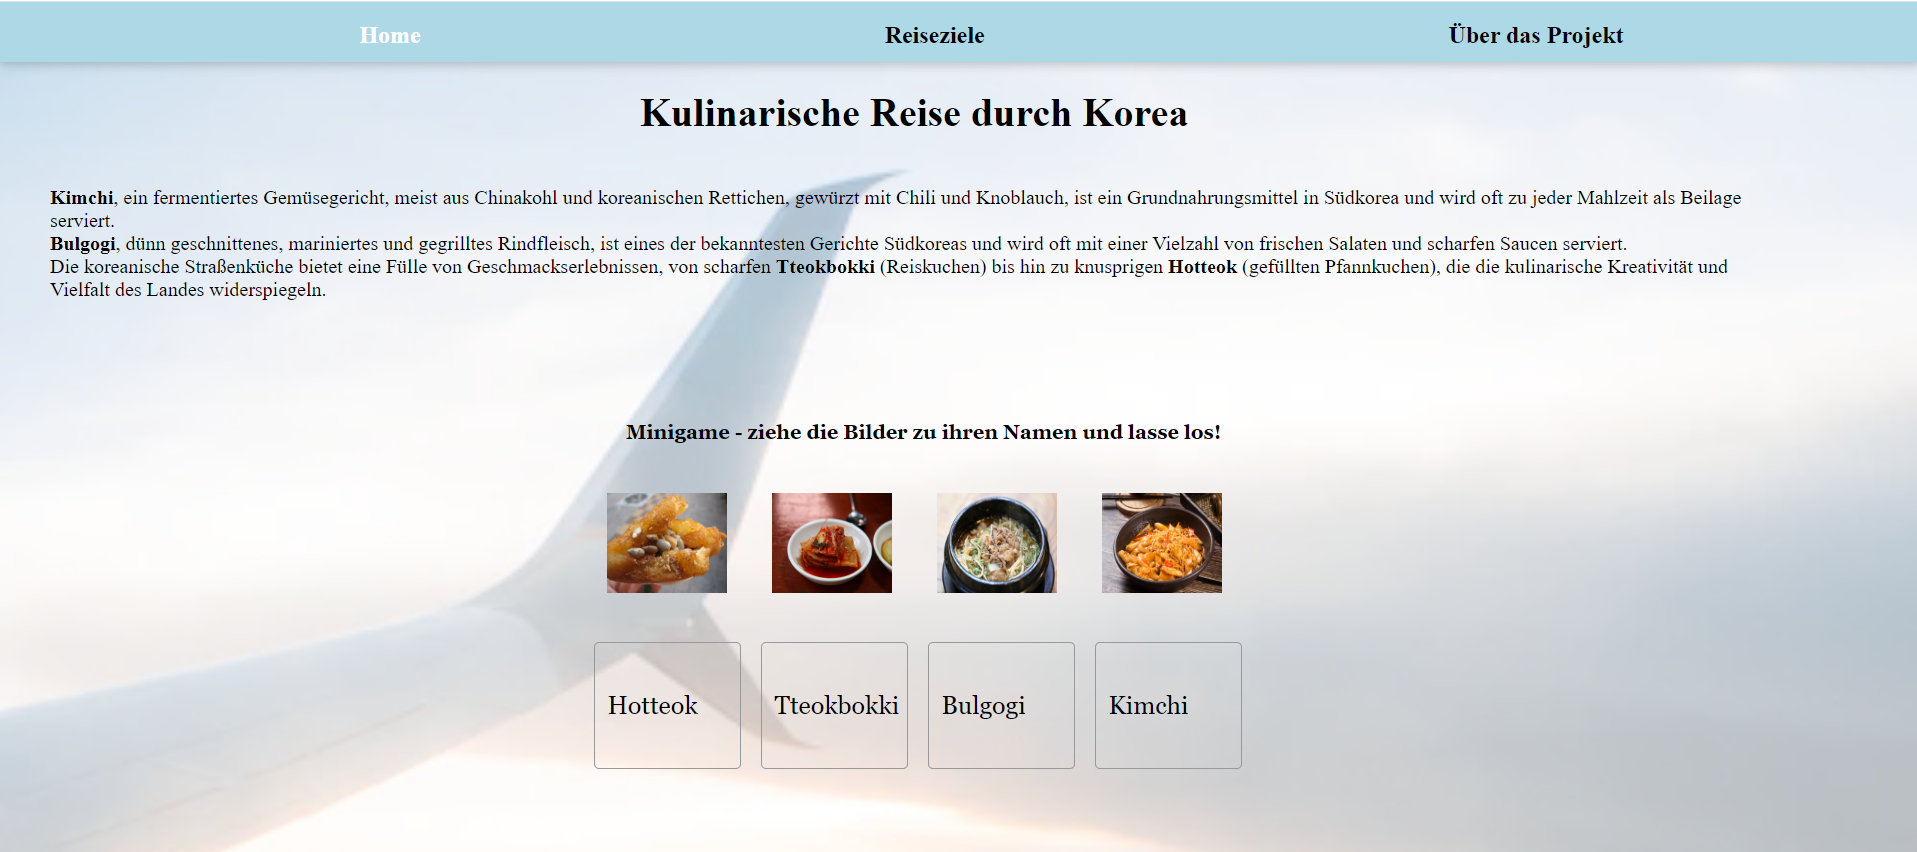 Home Reiseziele Über das Projekt
Kulinarische Reise durch Korea
Kimchi, ein fermentiertes Gemüsegericht, meist aus Chinakohl und koreanischen Rettichen, gewürzt mit Chili und Knoblauch, ist ein Grundnahrungsmittel in Südkorea und wird oft zu jeder Mahlzeit als Beilage
serviert.
Bulgogi, dünn geschnittenes, mariniertes und gegrilltes Rindfleisch, ist eines der bekanntesten Gerichte Südkoreas und wird oft mit einer Vielzahl von frischen Salaten und scharfen Saucen serviert.
Die koreanische Straßenküche bietet eine Fülle von Geschmackserlebnissen, von scharfen Tteokbokki (Reiskuchen) bis hin zu knusprigen Hotteok (gefüllten Pfannkuchen), die die kulinarische Kreativität und
Vielfalt des Landes widerspiegeln.
Minigame - ziehe die Bilder zu ihren Namen und lasse los!
Hotteok Tteokbokki Bulgogi Kimchi